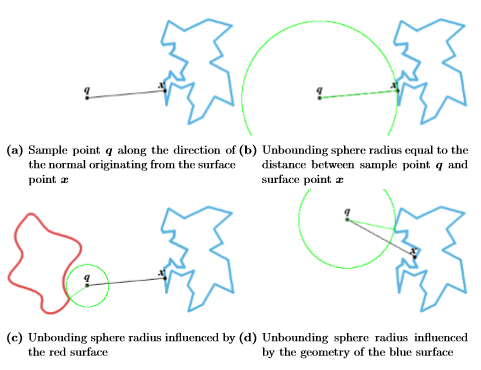 q
x
q
x
(a) Sample point q along the direction of
the normal originating from the surface
point x
(b) Unbounding sphere radius equal to the
distance between sample point q and
surface point x
q
x
q
x
(c) Unbouding sphere radius influenced by
the red surface
(d) Unbounding sphere radius influenced
by the geometry of the blue surface